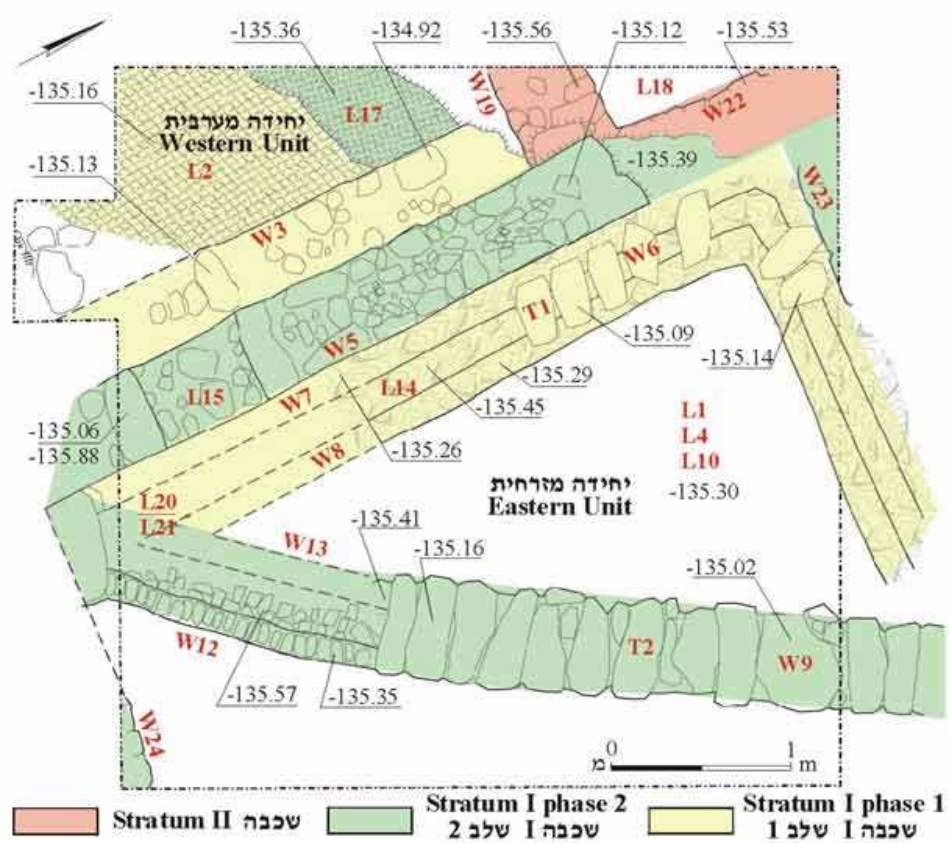 -135.36
-134.92
-135.56
-135.12
-135.53
-135.16
W19
L18
W22
L17
יחידה מערבית
Western Unit
L2
-135.13
-135.39
W23
W3
W6
T1
W5
-135.09
-135.14
L15
W7
L14
-135.29
-135.45
L1
L4
L10
-135.30
-135.06
-135.88
-135.26
W8
יחידה מזרחית
Eastern Unit
L20
L21
-135.41
W13
-135.16
-135.02
W12
T2
W9
-135.57
-135.35
W24
0
1
מ
m
שכבה Stratum II
Stratum I phase 2
שכבה I שלב 2
Stratum I phase 1
שכבה I שלב 1